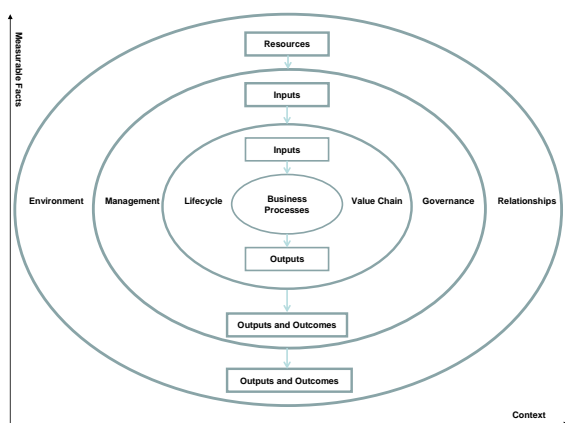 Measurable Facts
Resources
Inputs
Inputs
Environment
Management
Lifecycle
Business
Processes
Value Chain
Governance
Relationships
Outputs
Outputs and Outcomes
Outputs and Outcomes
Context